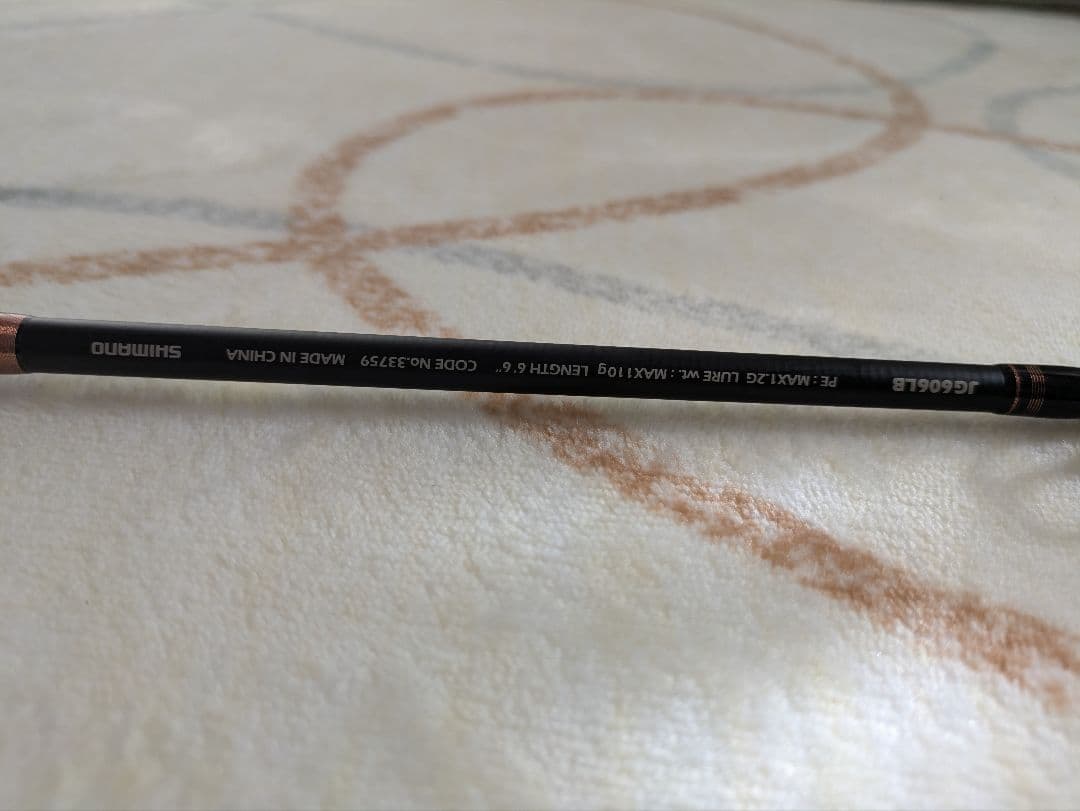 JG606LB PE : MAX1.2G LURE wt. : MAX110g LENGTH 6'6" CODE No.33759 MADE IN CHINA SHIMANO